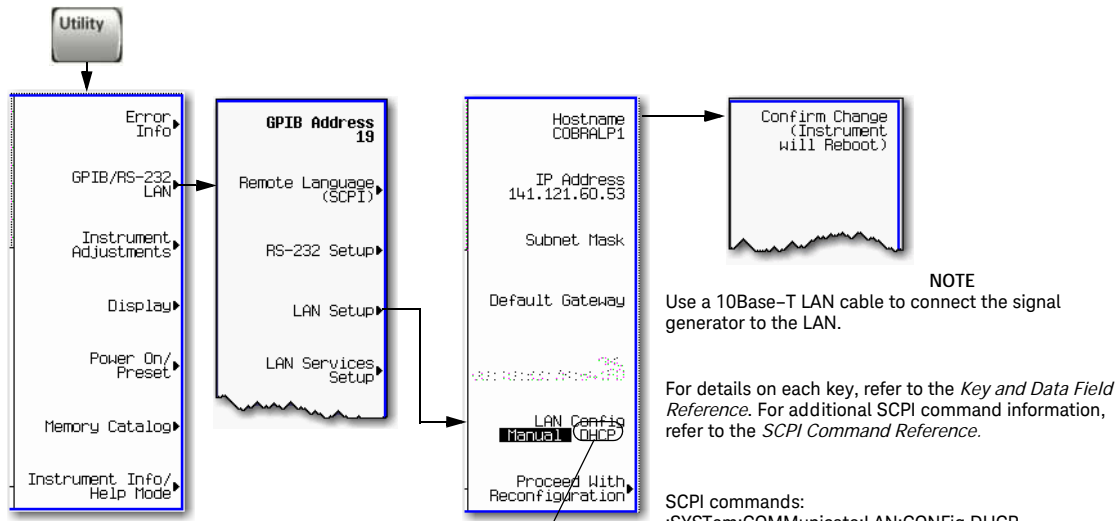 Utility
Error
Info
GPIB/RS-232
LAN
Instrument
Adjustments
Display
Power On/
Preset
Memory Catalog
Instrument Info/
Help Mode
GPIB Address
19
Remote Language
(SCPI)
RS-232 Setup
LAN Setup
LAN Services
Setup
Hostname
COBRALP1
IP Address
141.121.60.53
Subnet Mask
Default Gateway
LAN Config
Manual DHCP
Proceed With
Reconfiguration
Confirm Change
(Instrument
will Reboot)
NOTE
Use a 10Base-T LAN cable to connect the signal
generator to the LAN.
For details on each key, refer to the Key and Data Field
Reference. For additional SCPI command information,
refer to the SCPI Command Reference.
SCPI commands:
:SYSTem:COMMunicate:LAN:CONFig DHCP